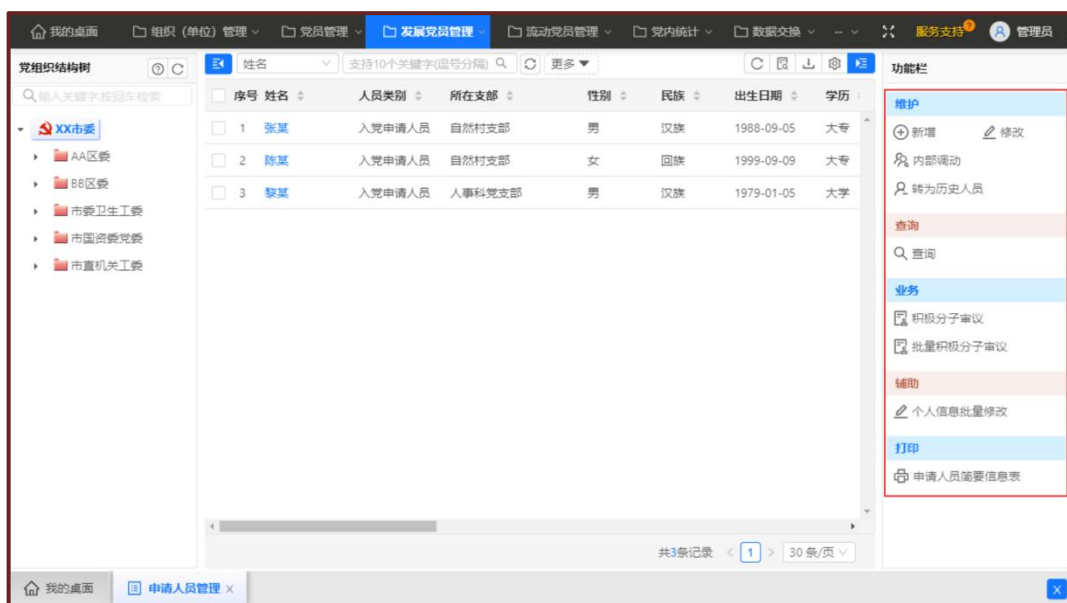 我的桌面 组织（单位）管理 党员管理 发展党员管理 流动党员管理 党内统计 数据交换 ... 服务支持? 管理员
党组织结构树
输入关键字,按回车检索
XX市委
AA区委
BB区委
市委卫生工委
市国资委党委
市直机关工委
姓名 支持10个关键字(逗号分隔) 更多
序号 姓名 人员类别 所在支部 性别 民族 出生日期 学历
1 张某 入党申请人员 自然村支部 男 汉族 1988-09-05 大专
2 陈某 入党申请人员 自然村支部 女 回族 1999-09-09 大专
3 黎某 入党申请人员 人事科党支部 男 汉族 1979-01-05 大学
共3条记录 < 1 > 30 条/页
功能栏
维护
新增 修改
内部调动
转为历史人员
查询
查询
业务
积极分子审议
批量积极分子审议
辅助
个人信息批量修改
打印
申请人员简要信息表
我的桌面 申请人员管理 ×